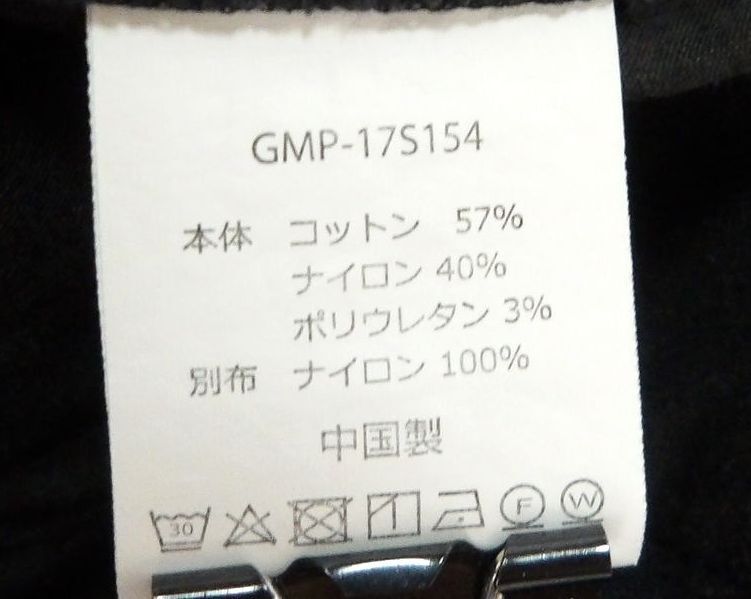 GMP-17S154
本体 コットン 57%
ナイロン 40%
ポリウレタン 3%
別布 ナイロン 100%
中国製
30 F W